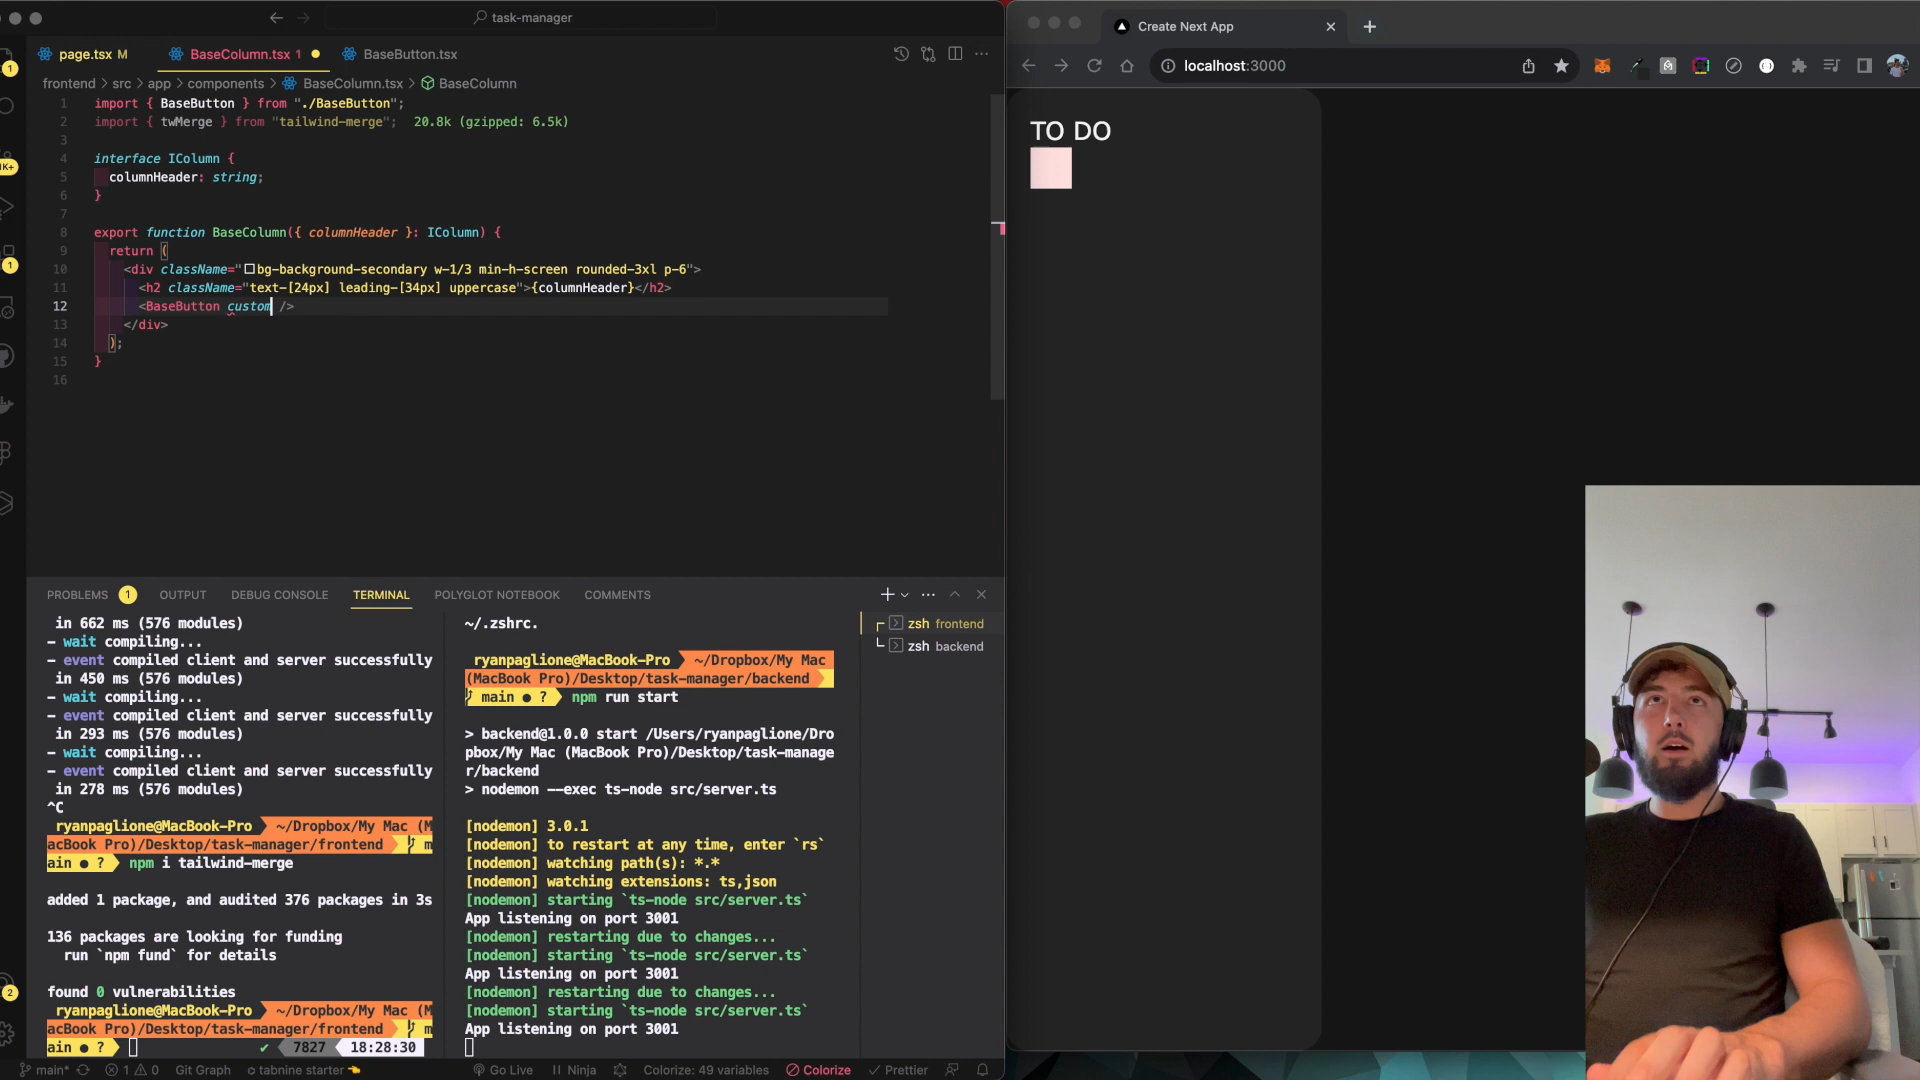 task-manager
page.tsx M
BaseColumn.tsx 1
BaseButton.tsx
frontend > src > app > components > BaseColumn.tsx > BaseColumn
1 import { BaseButton } from "./BaseButton";
2 import { twMerge } from "tailwind-merge"; 20.8k (gzipped: 6.5k)
3
4 interface IColumn {
5 columnHeader: string;
6 }
7
8 export function BaseColumn({ columnHeader }: IColumn) {
9 return (
10 <div className="bg-background-secondary w-1/3 min-h-screen rounded-3xl p-6">
11 <h2 className="text-[24px] leading-[34px] uppercase">{columnHeader}</h2>
12 <BaseButton custom />
13 </div>
14 );
15 }
16
PROBLEMS 1 OUTPUT DEBUG CONSOLE TERMINAL POLYGLOT NOTEBOOK COMMENTS
in 662 ms (576 modules)
- wait compiling...
- event compiled client and server successfully
in 450 ms (576 modules)
- wait compiling...
- event compiled client and server successfully
in 293 ms (576 modules)
- wait compiling...
- event compiled client and server successfully
in 278 ms (576 modules)
^C
ryanpaglione@MacBook-Pro ~/Dropbox/My Mac (M
acBook Pro)/Desktop/task-manager/frontend m
ain ● ? npm i tailwind-merge
added 1 package, and audited 376 packages in 3s
136 packages are looking for funding
run `npm fund` for details
found 0 vulnerabilities
ryanpaglione@MacBook-Pro ~/Dropbox/My Mac (M
acBook Pro)/Desktop/task-manager/frontend m
ain ● ? ✔ 7827 18:28:30
~/.zshrc.
ryanpaglione@MacBook-Pro ~/Dropbox/My Mac
(MacBook Pro)/Desktop/task-manager/backend
main ● ? npm run start
> backend@1.0.0 start /Users/ryanpaglione/Dro
pbox/My Mac (MacBook Pro)/Desktop/task-manage
r/backend
> nodemon --exec ts-node src/server.ts
[nodemon] 3.0.1
[nodemon] to restart at any time, enter `rs`
[nodemon] watching path(s): *.*
[nodemon] watching extensions: ts,json
[nodemon] starting `ts-node src/server.ts`
App listening on port 3001
[nodemon] restarting due to changes...
[nodemon] starting `ts-node src/server.ts`
App listening on port 3001
[nodemon] restarting due to changes...
[nodemon] starting `ts-node src/server.ts`
App listening on port 3001
zsh frontend
zsh backend
1
1K+
1
2
main* 1 0 Git Graph tabnine starter Go Live Ninja Colorize: 49 variables Colorize Prettier
Create Next App
localhost:3000
TO DO